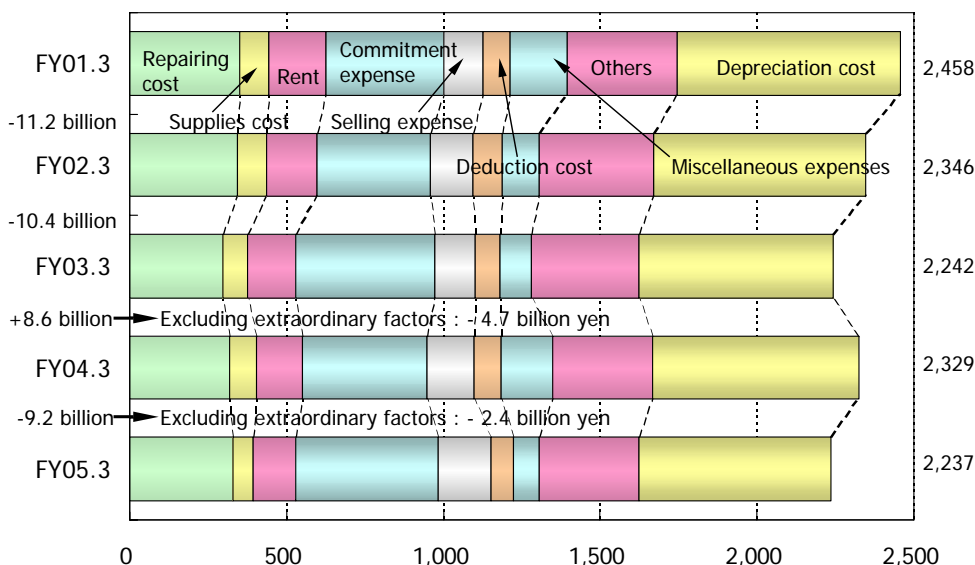 FY01.3
Repairing
cost
Rent
Commitment
expense
Others
Depreciation cost
2,458
-11.2 billion
Supplies cost
Selling expense
FY02.3
Deduction cost
Miscellaneous expenses
2,346
-10.4 billion
FY03.3
2,242
+8.6 billion
Excluding extraordinary factors : - 4.7 billion yen
FY04.3
2,329
-9.2 billion
Excluding extraordinary factors : - 2.4 billion yen
FY05.3
2,237
0 500 1,000 1,500 2,000 2,500